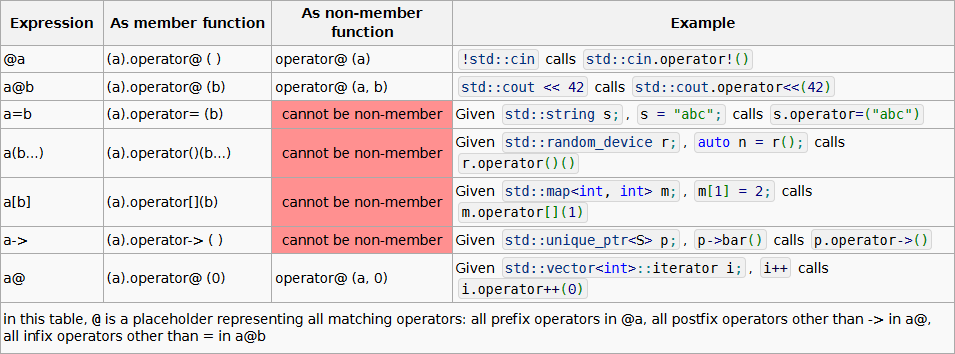 Expression As member function As non-member function Example
@a (a).operator@ ( ) operator@ (a) !std::cin calls std::cin.operator!()
a@b (a).operator@ (b) operator@ (a, b) std::cout << 42 calls std::cout.operator<<(42)
a=b (a).operator= (b) cannot be non-member Given std::string s;, s = "abc"; calls s.operator=("abc")
a(b...) (a).operator()(b...) cannot be non-member Given std::random_device r;, auto n = r(); calls
r.operator()()
a[b] (a).operator[](b) cannot be non-member Given std::map<int, int> m;, m[1] = 2; calls
m.operator[](1)
a-> (a).operator-> ( ) cannot be non-member Given std::unique_ptr<S> p;, p->bar() calls p.operator->()
a@ (a).operator@ (0) operator@ (a, 0) Given std::vector<int>::iterator i;, i++ calls
i.operator++(0)
in this table, @ is a placeholder representing all matching operators: all prefix operators in @a, all postfix operators other than -> in a@,
all infix operators other than = in a@b